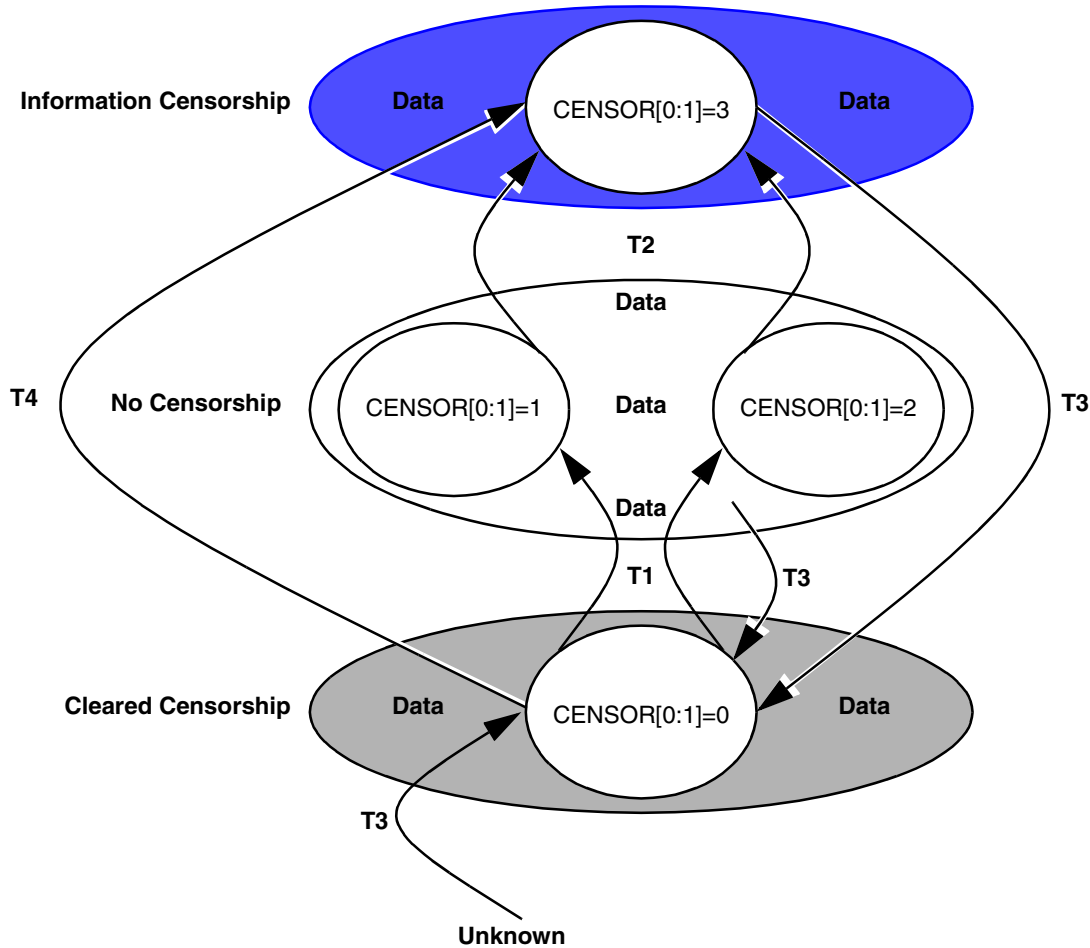 Information Censorship
Data
CENSOR[0:1]=3
Data
T2
Data
T4
No Censorship
CENSOR[0:1]=1
Data
CENSOR[0:1]=2
T3
Data
T1
T3
Cleared Censorship
Data
CENSOR[0:1]=0
Data
T3
Unknown